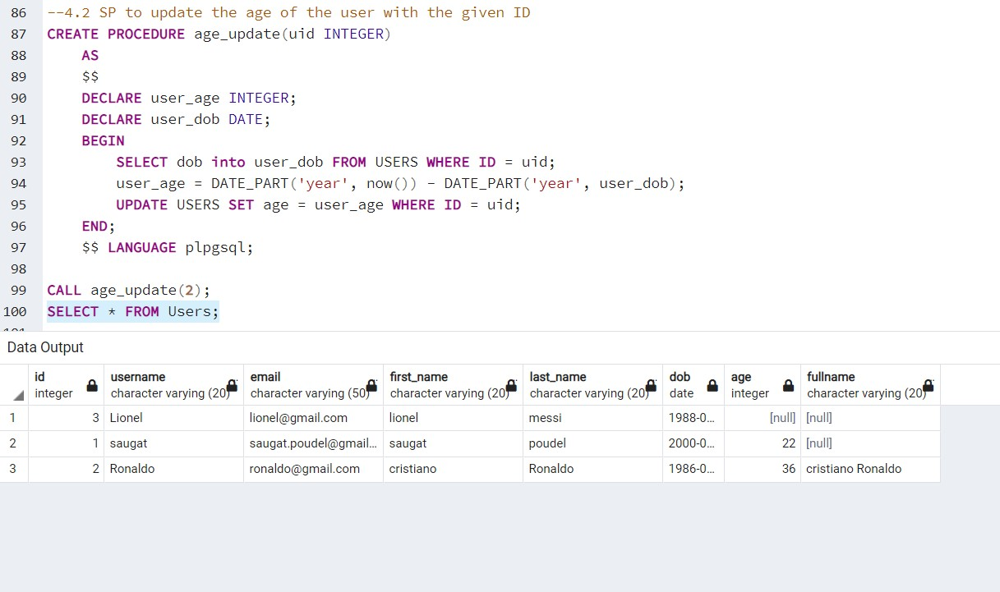 86 --4.2 SP to update the age of the user with the given ID
87 CREATE PROCEDURE age_update(uid INTEGER)
88 AS
89 $$
90 DECLARE user_age INTEGER;
91 DECLARE user_dob DATE;
92 BEGIN
93 SELECT dob into user_dob FROM USERS WHERE ID = uid;
94 user_age = DATE_PART('year', now()) - DATE_PART('year', user_dob);
95 UPDATE USERS SET age = user_age WHERE ID = uid;
96 END;
97 $$ LANGUAGE plpgsql;
98
99 CALL age_update(2);
100 SELECT * FROM Users;
Data Output
id username email first_name last_name dob age fullname
integer character varying (20) character varying (50) character varying (20) character varying (20) date integer character varying (20)
1 3 Lionel lionel@gmail.com lionel messi 1988-0... [null] [null]
2 1 saugat saugat.poudel@gmail... saugat poudel 2000-0... 22 [null]
3 2 Ronaldo ronaldo@gmail.com cristiano Ronaldo 1986-0... 36 cristiano Ronaldo